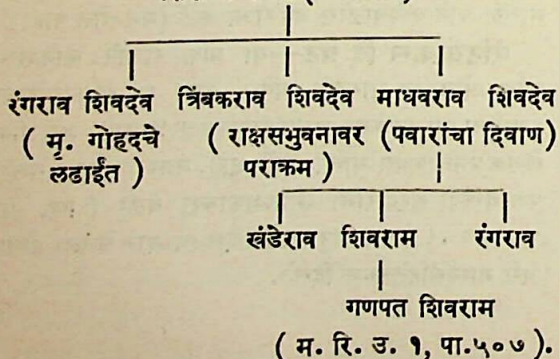 रंगराव शिवदेव त्रिंबकराव शिवदेव माधवराव शिवदेव
( मृ. गोहदचे ( राक्षसभुवनावर (पवारांचा दिवाण)
लढाईंत ) पराक्रम )
खंडेराव शिवराम रंगराव
गणपत शिवराम
( म. रि. उ. १, पा.५०७ ).